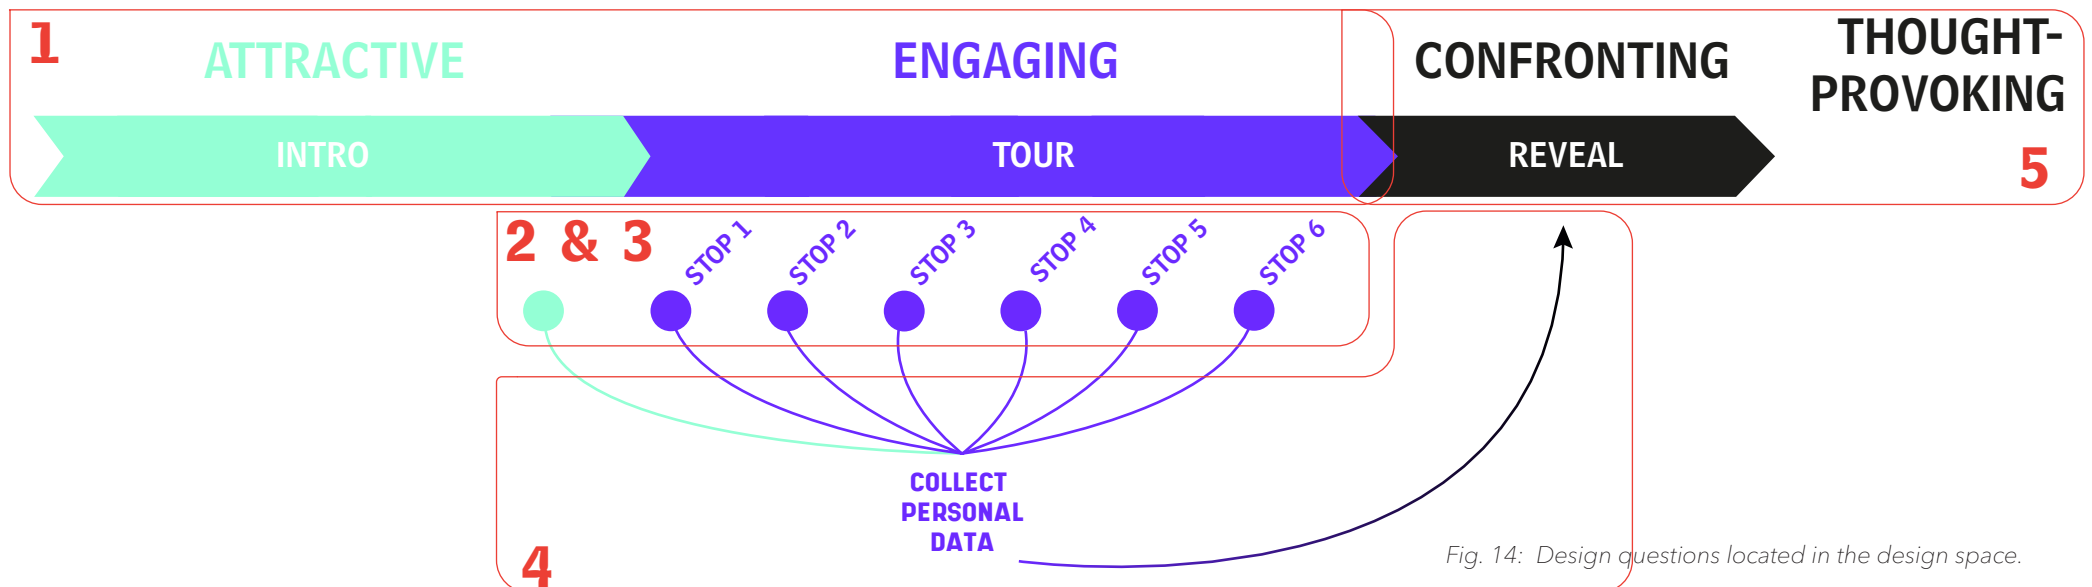 1
ATTRACTIVE
ENGAGING
CONFRONTING
THOUGHT-
PROVOKING
INTRO
TOUR
REVEAL
5
2 & 3
STOP 1
STOP 2
STOP 3
STOP 4
STOP 5
STOP 6
COLLECT
PERSONAL
DATA
4
Fig. 14: Design questions located in the design space.